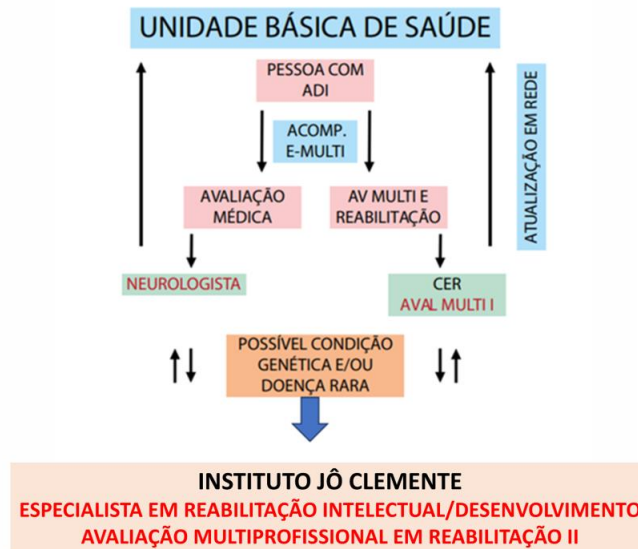 UNIDADE BÁSICA DE SAÚDE
PESSOA COM
ADI
ACOMP.
E-MULTI
AVALIAÇÃO
MÉDICA
AV MULTI E
REABILITAÇÃO
ATUALIZAÇÃO EM REDE
NEUROLOGISTA
CER
AVAL MULTI I
POSSÍVEL CONDIÇÃO
GENÉTICA E/OU
DOENÇA RARA
INSTITUTO JÔ CLEMENTE
ESPECIALISTA EM REABILITAÇÃO INTELECTUAL/DESENVOLVIMENTO
AVALIAÇÃO MULTIPROFISSIONAL EM REABILITAÇÃO II